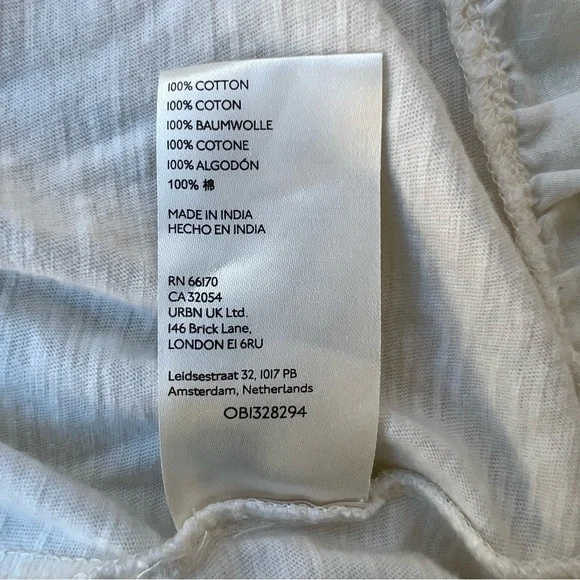 100% COTTON
100% COTON
100% BAUMWOLLE
100% COTONE
100% ALGODÓN
100% 棉
MADE IN INDIA
HECHO EN INDIA
RN 66170
CA 32054
URBN UK Ltd.
146 Brick Lane,
LONDON E1 6RU
Leidsestraat 32, 1017 PB
Amsterdam, Netherlands
OB1328294